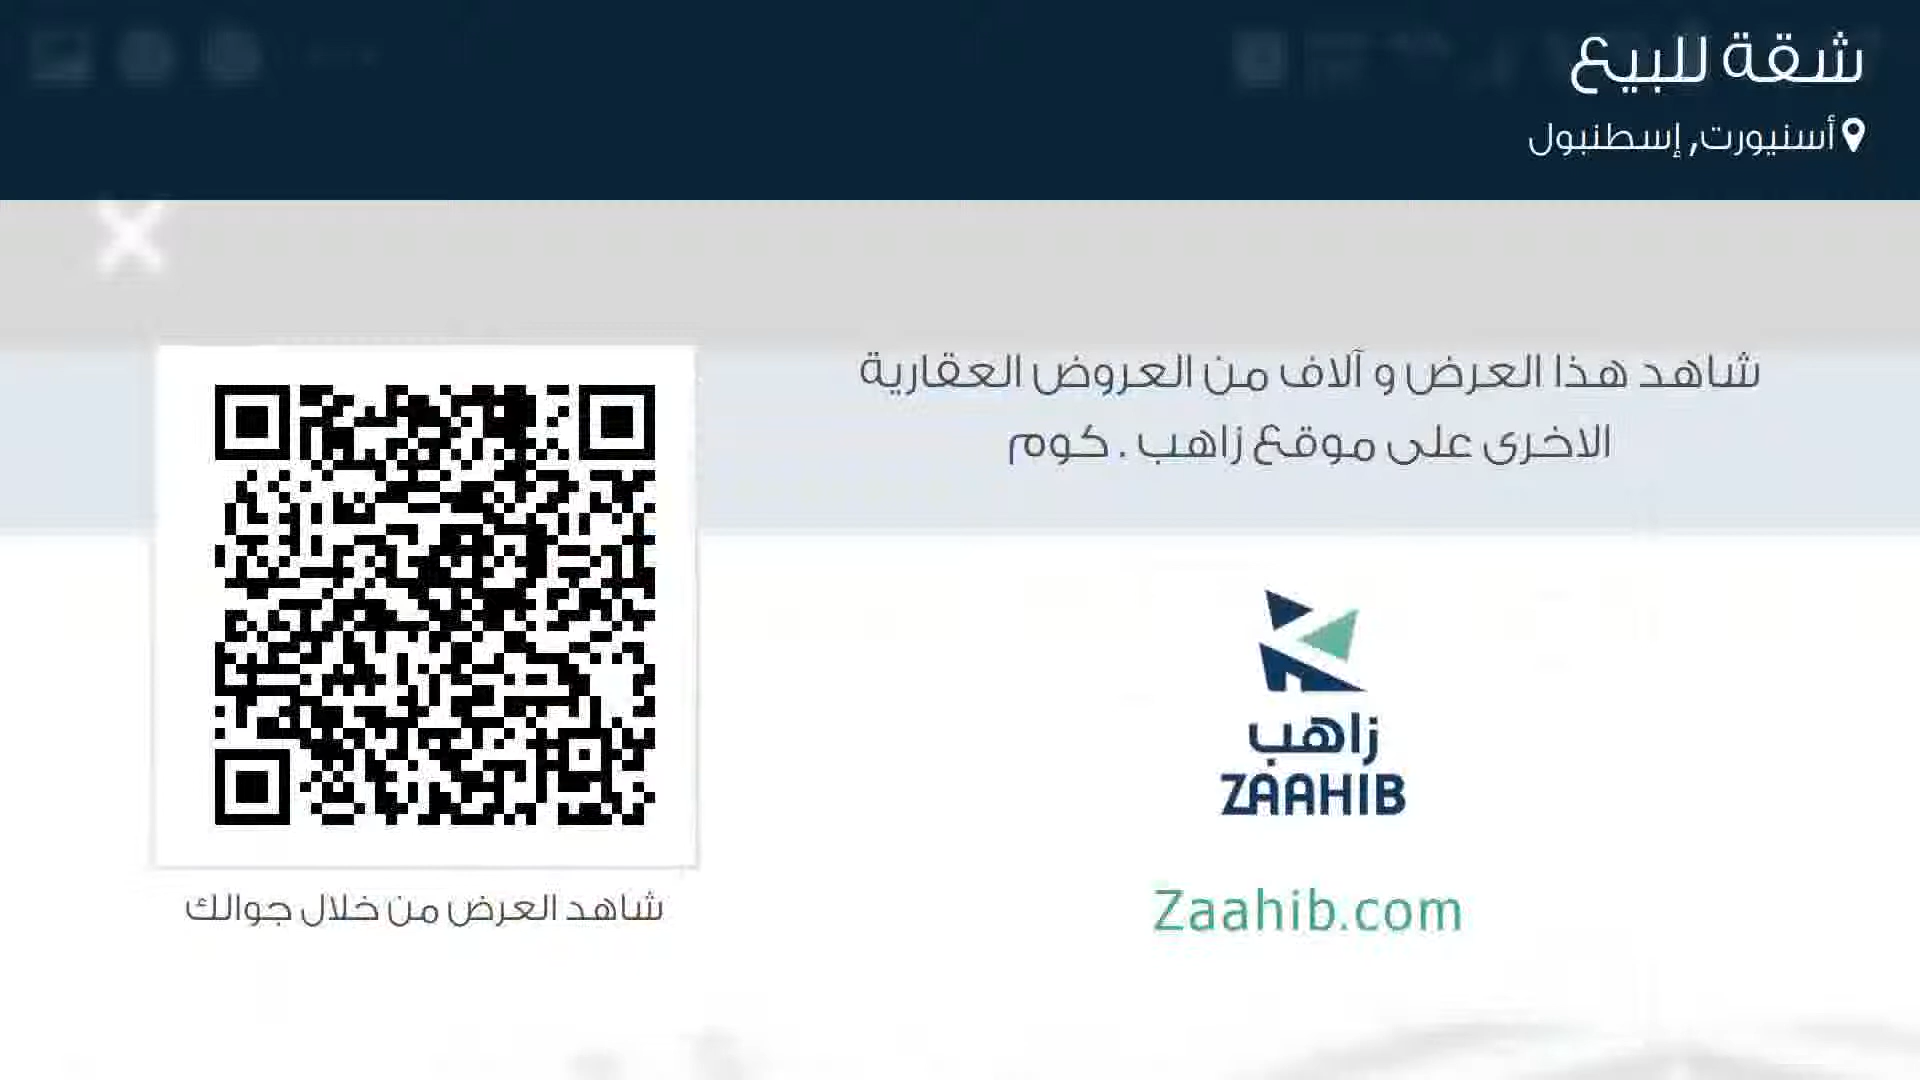 شقة للبيع
أسنيورت, إسطنبول
شاهد هذا العرض و آلاف من العروض العقارية
الاخرى على موقع زاهب . كوم
زاهب
ZAAHIB
Zaahib.com
شاهد العرض من خلال جوالك